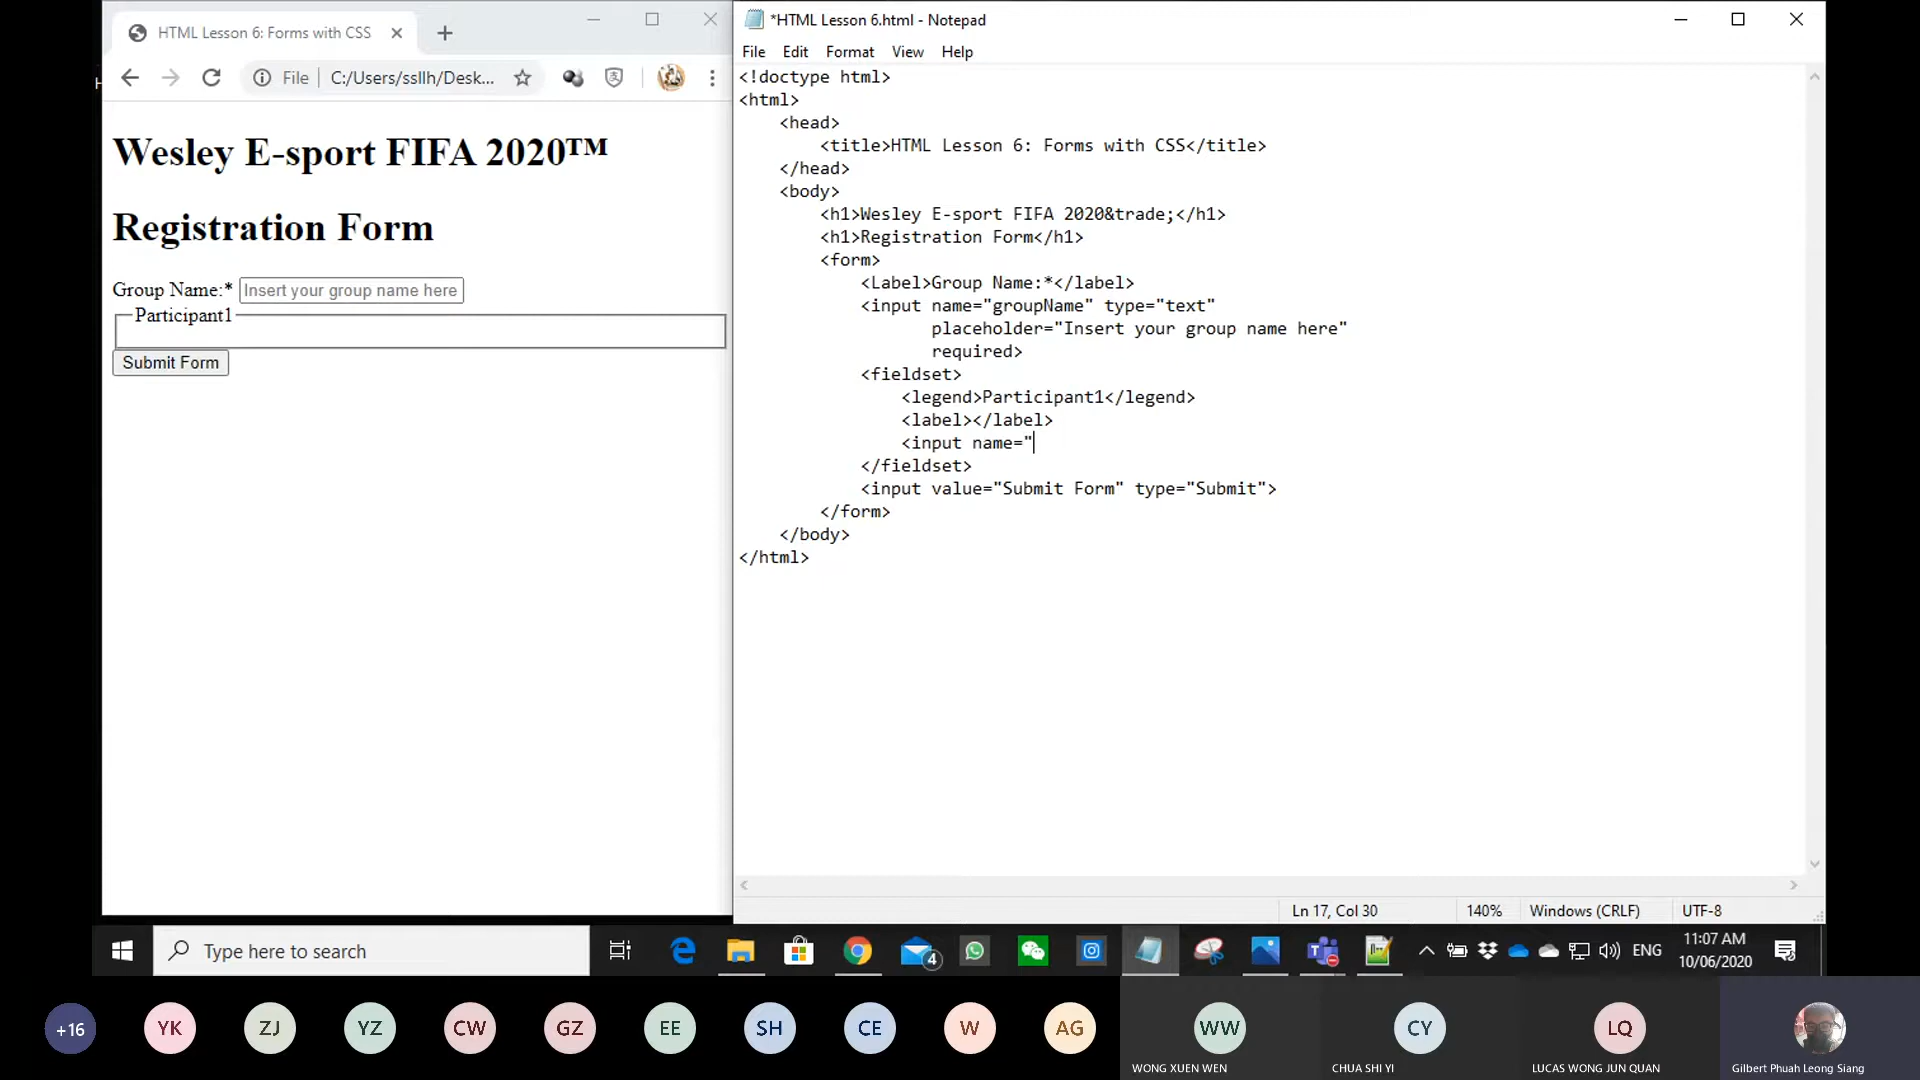 HTML Lesson 6: Forms with CSS
File
C:/Users/ssllh/Desk...
Wesley E-sport FIFA 2020™
Registration Form
Group Name:* Insert your group name here
Participant1
Submit Form
*HTML Lesson 6.html - Notepad
File Edit Format View Help
<!doctype html>
<html>
<head>
<title>HTML Lesson 6: Forms with CSS</title>
</head>
<body>
<h1>Wesley E-sport FIFA 2020&trade;</h1>
<h1>Registration Form</h1>
<form>
<Label>Group Name:*</label>
<input name="groupName" type="text"
placeholder="Insert your group name here"
required>
<fieldset>
<legend>Participant1</legend>
<label></label>
<input name="
</fieldset>
<input value="Submit Form" type="Submit">
</form>
</body>
</html>
Ln 17, Col 30 140% Windows (CRLF) UTF-8
Type here to search
4
ENG
11:07 AM
10/06/2020
+16 YK ZJ YZ CW GZ EE SH CE W AG WW CY LQ
WONG XUEN WEN CHUA SHI YI LUCAS WONG JUN QUAN Gilbert Phuah Leong Siang